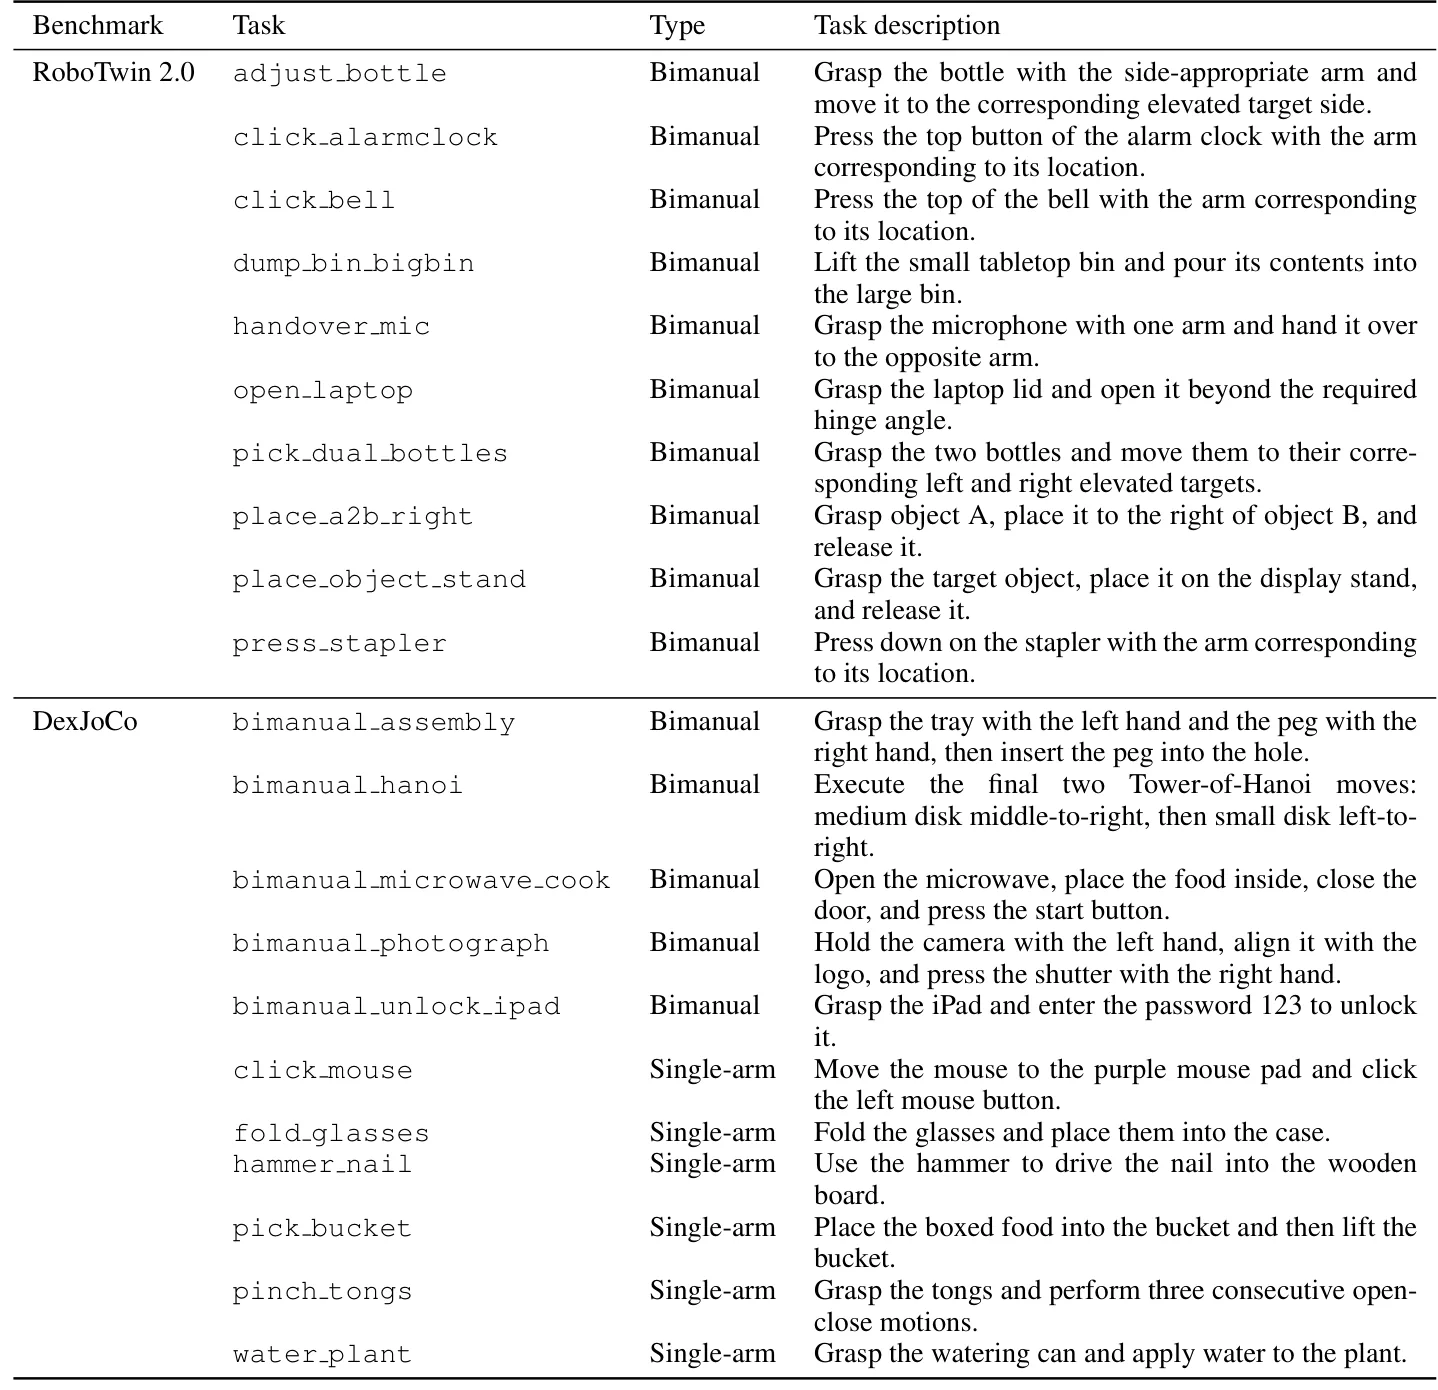 Benchmark Task Type Task description
RoboTwin 2.0 adjust_bottle Bimanual Grasp the bottle with the side-appropriate arm and
move it to the corresponding elevated target side.
click_alarmclock Bimanual Press the top button of the alarm clock with the arm
corresponding to its location.
click_bell Bimanual Press the top of the bell with the arm corresponding
to its location.
dump_bin_bigbin Bimanual Lift the small tabletop bin and pour its contents into
the large bin.
handover_mic Bimanual Grasp the microphone with one arm and hand it over
to the opposite arm.
open_laptop Bimanual Grasp the laptop lid and open it beyond the required
hinge angle.
pick_dual_bottles Bimanual Grasp the two bottles and move them to their corre-
sponding left and right elevated targets.
place_a2b_right Bimanual Grasp object A, place it to the right of object B, and
release it.
place_object_stand Bimanual Grasp the target object, place it on the display stand,
and release it.
press_stapler Bimanual Press down on the stapler with the arm corresponding
to its location.
DexJoCo bimanual_assembly Bimanual Grasp the tray with the left hand and the peg with the
right hand, then insert the peg into the hole.
bimanual_hanoi Bimanual Execute the final two Tower-of-Hanoi moves:
medium disk middle-to-right, then small disk left-to-
right.
bimanual_microwave_cook Bimanual Open the microwave, place the food inside, close the
door, and press the start button.
bimanual_photograph Bimanual Hold the camera with the left hand, align it with the
logo, and press the shutter with the right hand.
bimanual_unlock_ipad Bimanual Grasp the iPad and enter the password 123 to unlock
it.
click_mouse Single-arm Move the mouse to the purple mouse pad and click
the left mouse button.
fold_glasses Single-arm Fold the glasses and place them into the case.
hammer_nail Single-arm Use the hammer to drive the nail into the wooden
board.
pick_bucket Single-arm Place the boxed food into the bucket and then lift the
bucket.
pinch_tongs Single-arm Grasp the tongs and perform three consecutive open-
close motions.
water_plant Single-arm Grasp the watering can and apply water to the plant.